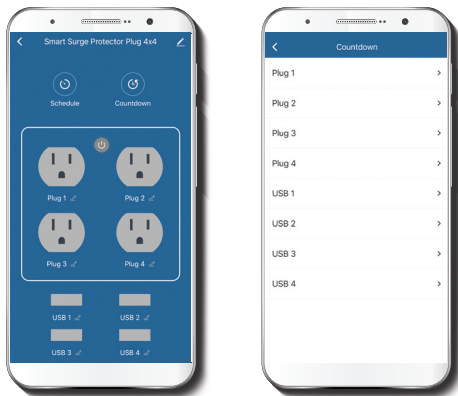 Smart Surge Protector Plug 4x4
Schedule
Countdown
Plug 1
Plug 2
Plug 3
Plug 4
USB 1
USB 2
USB 3
USB 4
Countdown
Plug 1
Plug 2
Plug 3
Plug 4
USB 1
USB 2
USB 3
USB 4